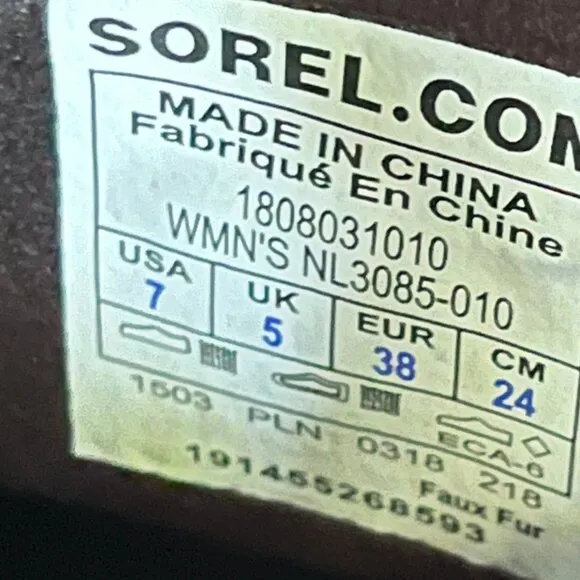 SOREL.COM
MADE IN CHINA
Fabriqué En Chine
1808031010
WMN'S NL3085-010
USA UK EUR CM
7 5 38 24
ECA-6
1503 PLN 0318 218
Faux Fur
191455268593